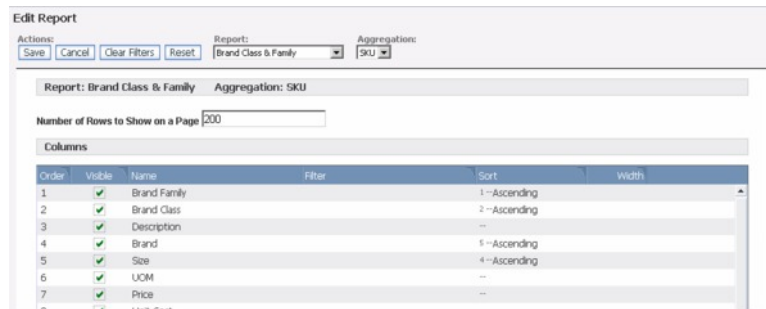 Edit Report
Actions: Report: Aggregation:
Save Cancel Clear Filters Reset Brand Class & Family SKU
Report: Brand Class & Family Aggregation: SKU
Number of Rows to Show on a Page 200
Columns
Order Visible Name Filter Sort Width
1 Brand Family 1 --Ascending
2 Brand Class 2 --Ascending
3 Description --
4 Brand 5 --Ascending
5 Size 4 --Ascending
6 UOM --
7 Price --